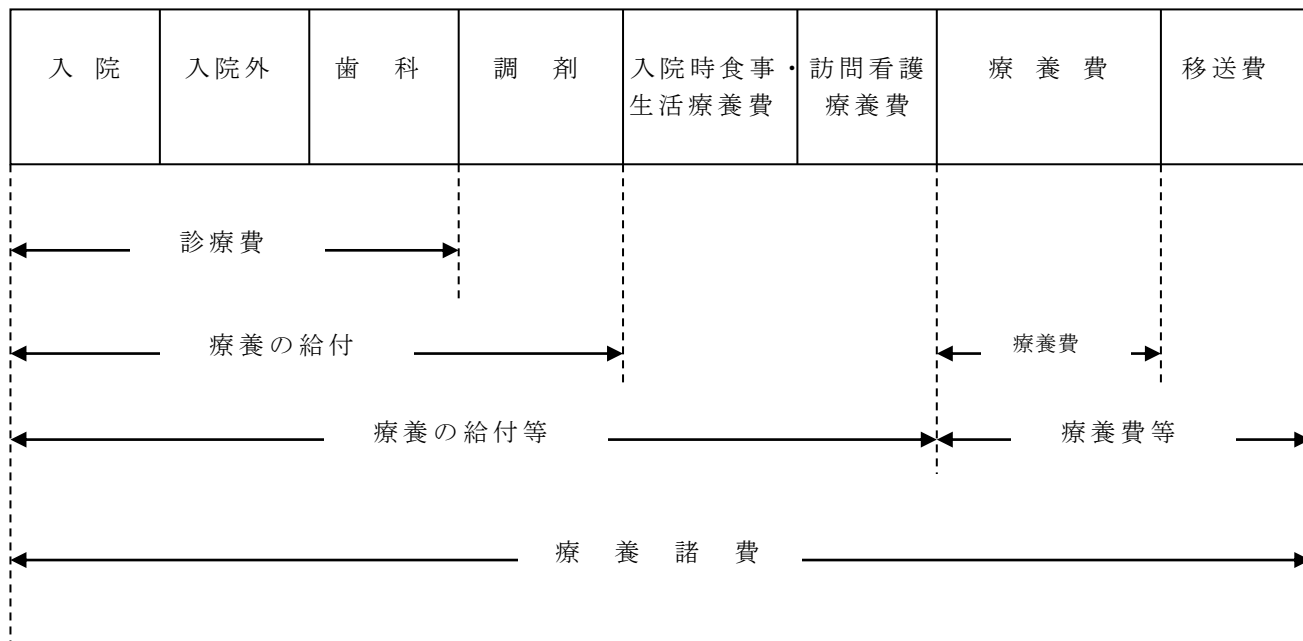 入院
入院外
歯科
調剤
入院時食事・
生活療養費
訪問看護
療養費
療養費
移送費
診療費
療養の給付
療養費
療養の給付等
療養費等
療養諸費